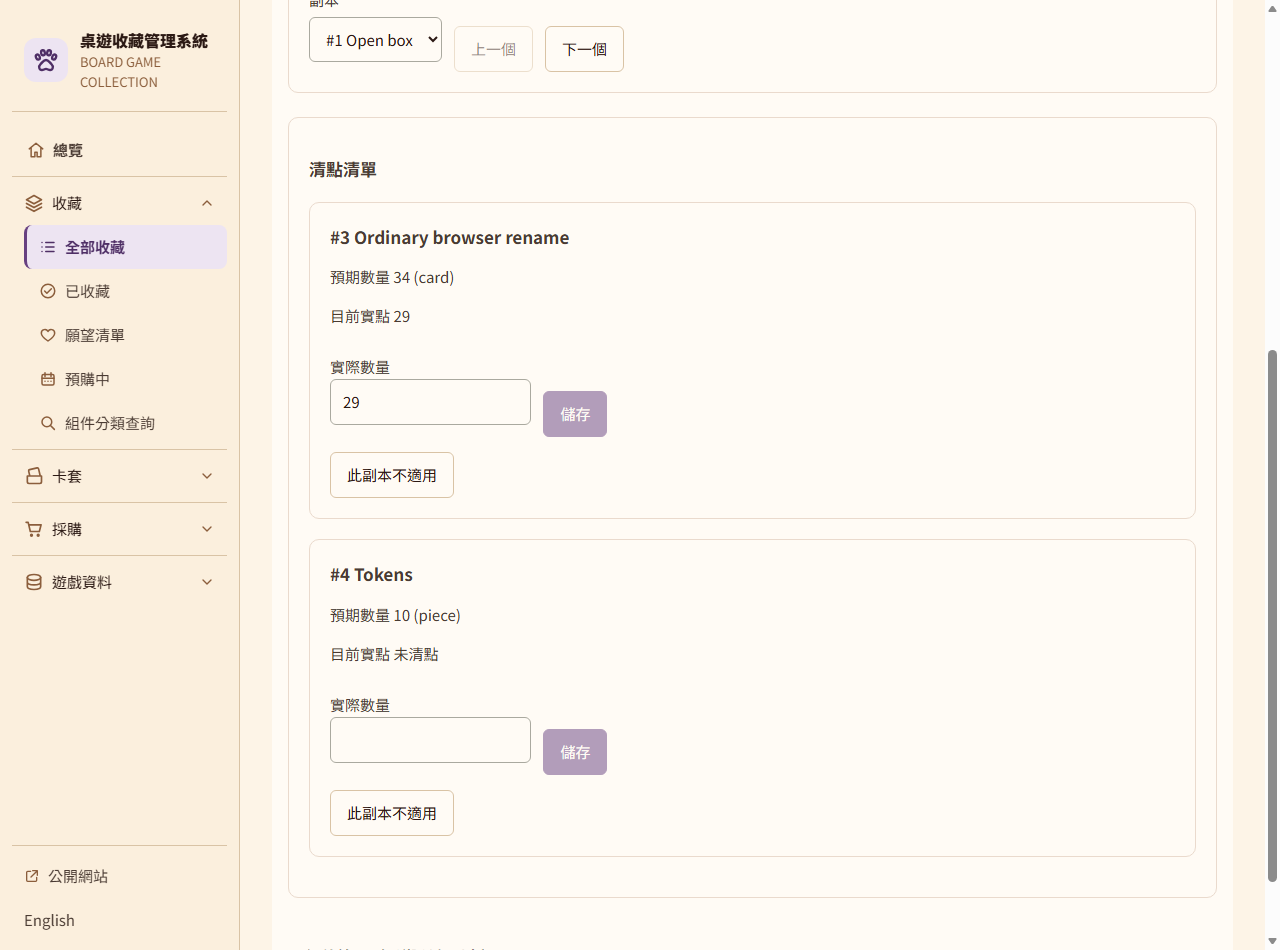 桌遊收藏管理系統
BOARD GAME
COLLECTION
總覽
收藏
全部收藏
已收藏
願望清單
預購中
組件分類查詢
卡套
採購
遊戲資料
公開網站
English
副本
#1 Open box
上一個
下一個
清點清單
#3 Ordinary browser rename
預期數量 34 (card)
目前實點 29
實際數量
29
儲存
此副本不適用
#4 Tokens
預期數量 10 (piece)
目前實點 未清點
實際數量
儲存
此副本不適用